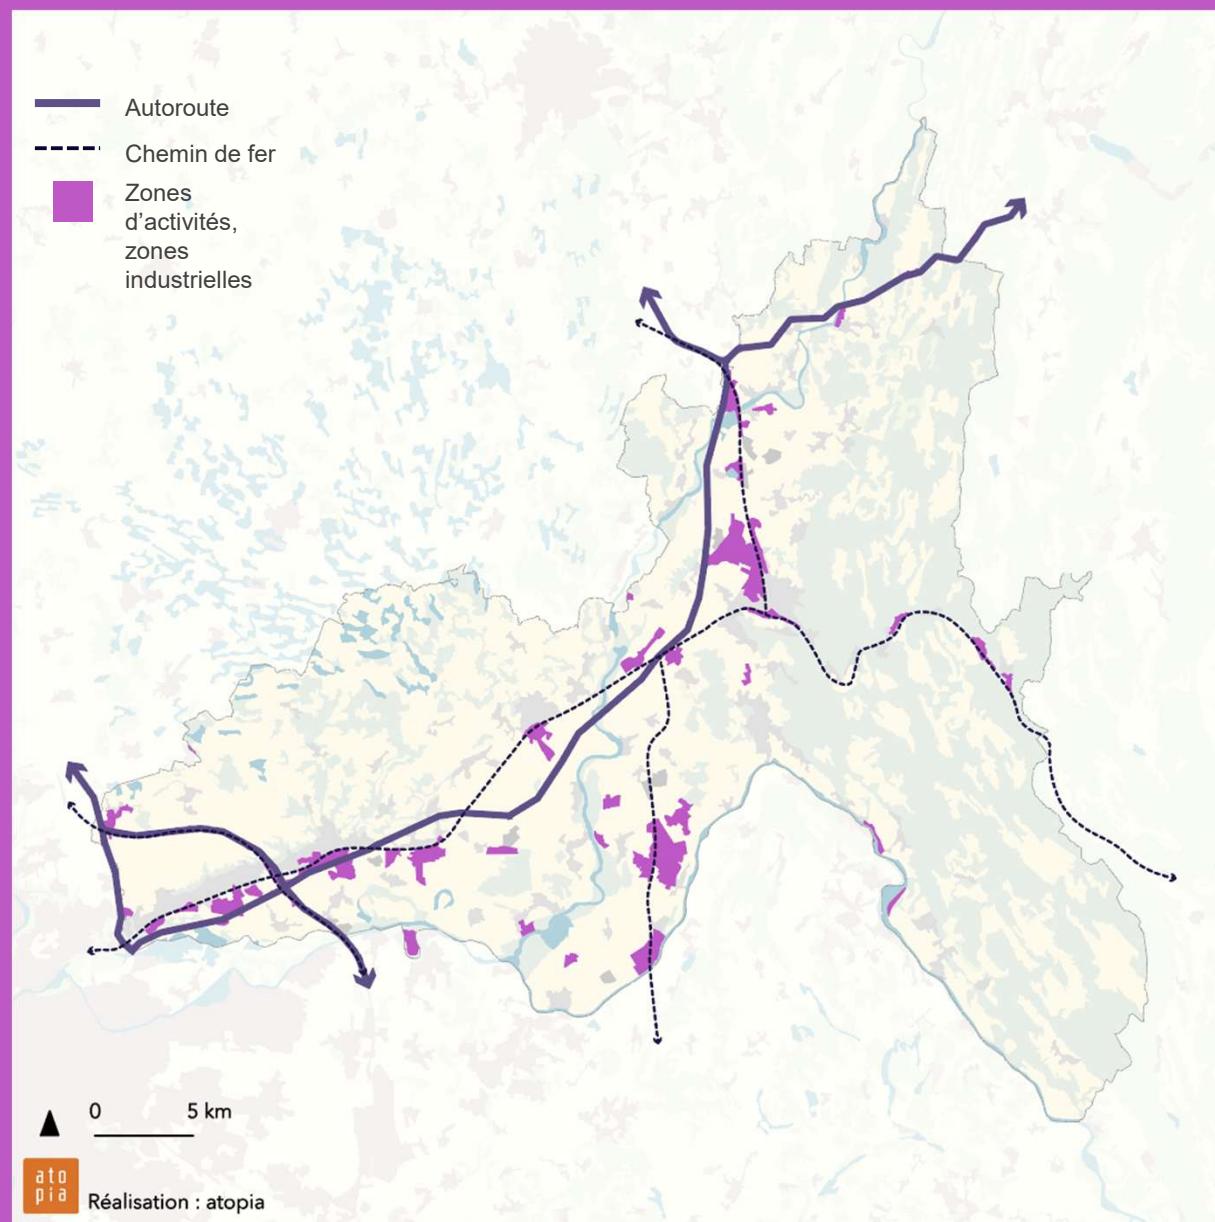 Autoroute
Chemin de fer
Zones
d’activités,
zones
industrielles
0 5 km
ato
pia
Réalisation : atopia